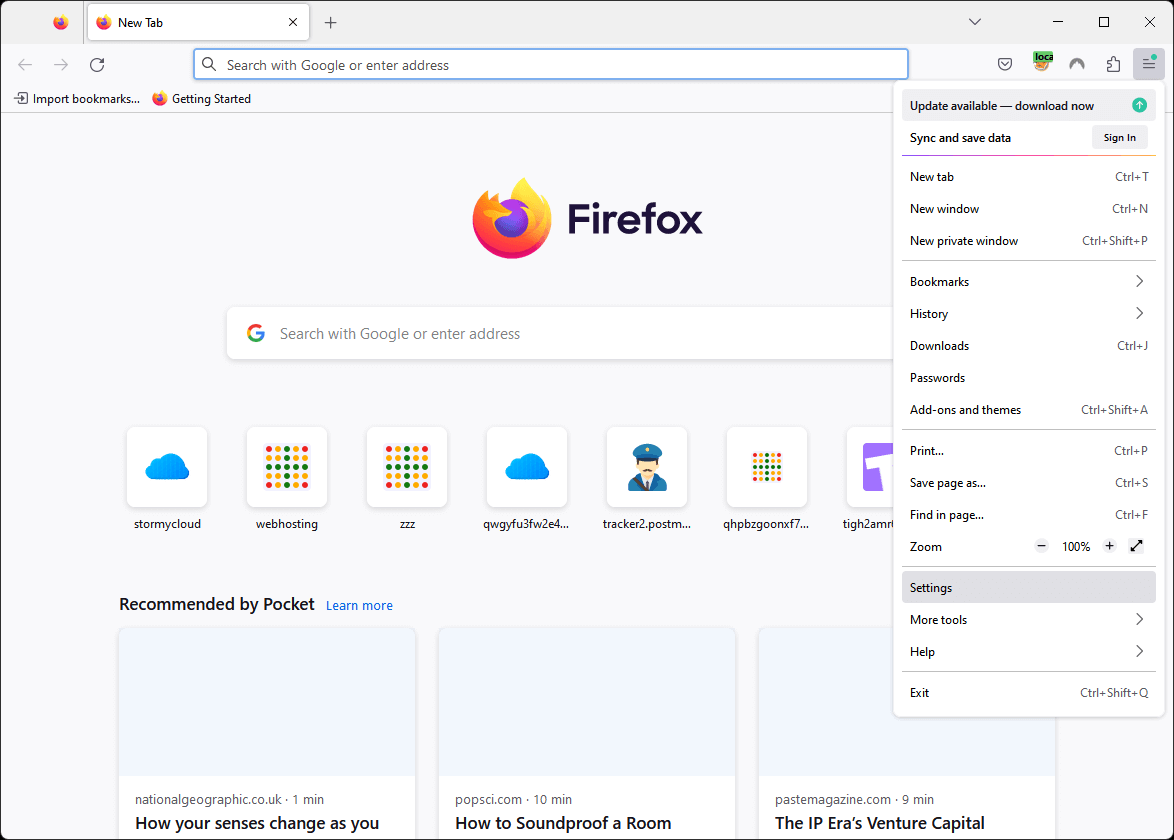 New Tab
Search with Google or enter address
loca
Import bookmarks...
Getting Started
Update available — download now
Sync and save data
Sign In
New tab
Ctrl+T
New window
Ctrl+N
New private window
Ctrl+Shift+P
Bookmarks
History
Downloads
Ctrl+J
Passwords
Add-ons and themes
Ctrl+Shift+A
Print...
Ctrl+P
Save page as...
Ctrl+S
Find in page...
Ctrl+F
Zoom
100%
Settings
More tools
Help
Exit
Ctrl+Shift+Q
Firefox
Search with Google or enter address
stormycloud
webhosting
zzz
qwgyfu3fw2e4...
tracker2.postm...
qhpbzgoonxf7...
Recommended by Pocket
Learn more
nationalgeographic.co.uk · 1 min
How your senses change as you
popsci.com · 10 min
How to Soundproof a Room
pastemagazine.com · 9 min
The IP Era's Venture Capital